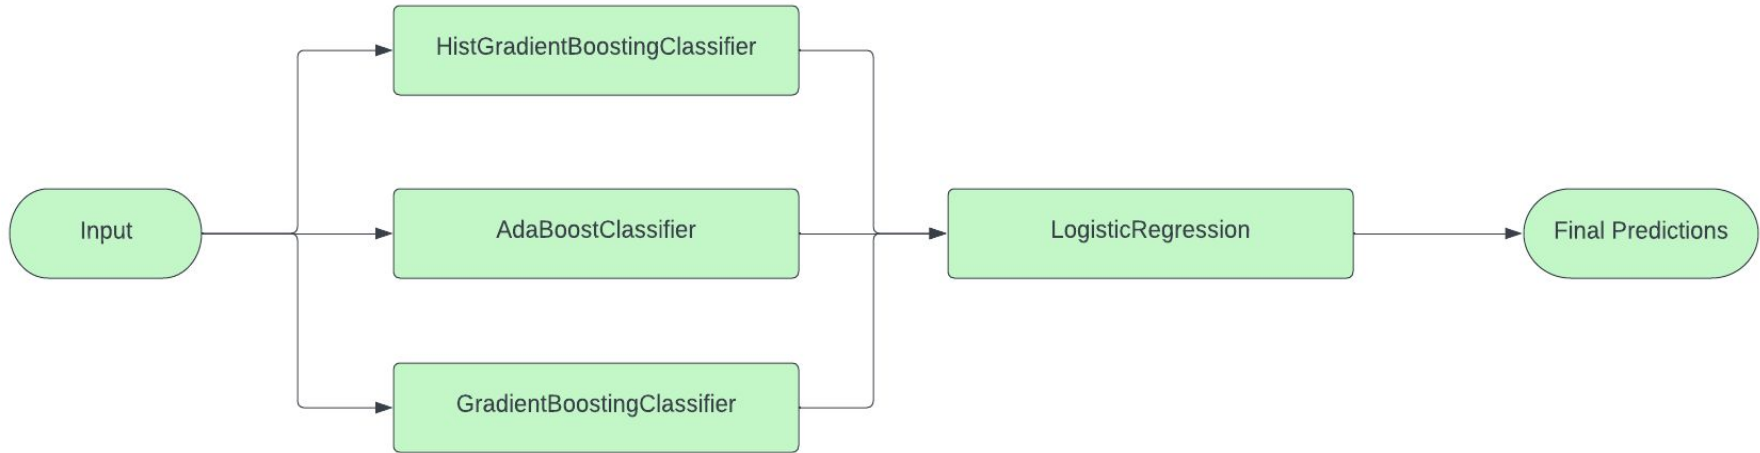 HistGradientBoostingClassifier
Input
AdaBoostClassifier
LogisticRegression
Final Predictions
GradientBoostingClassifier